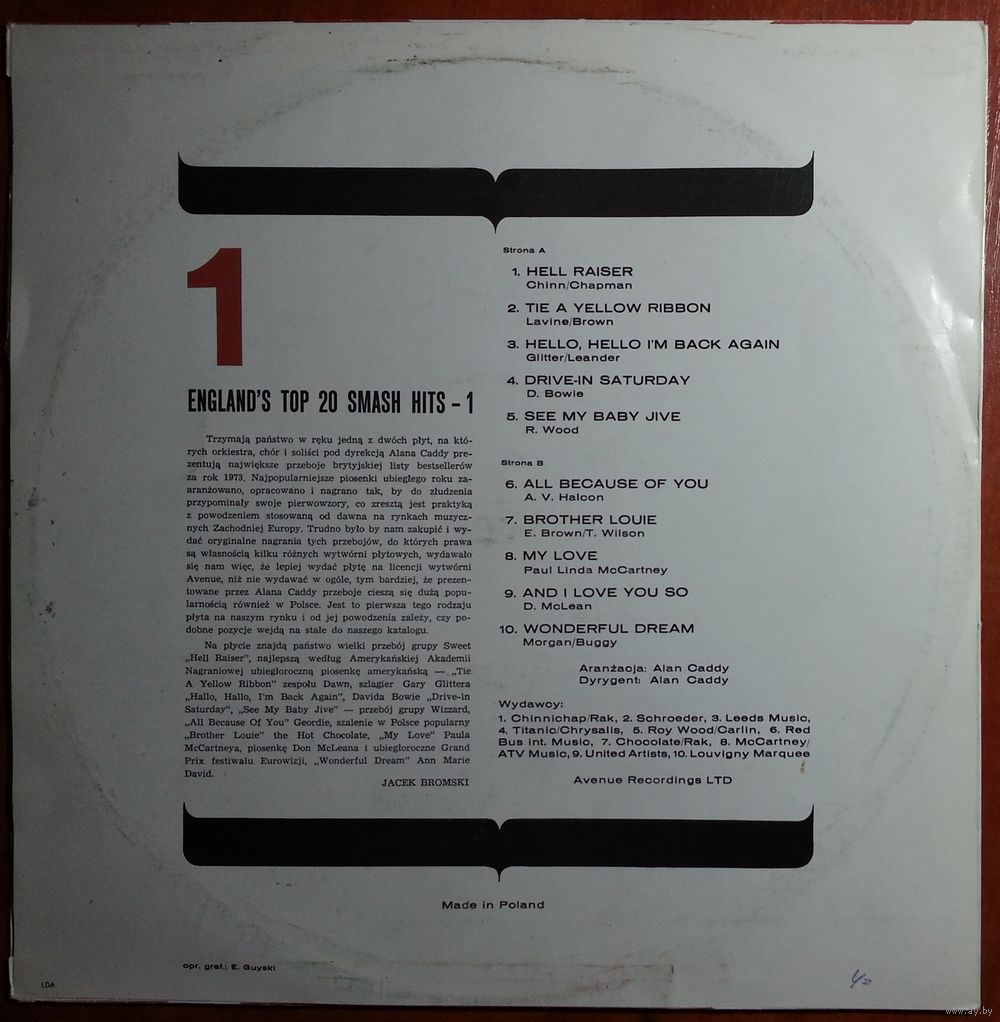 1
ENGLAND'S TOP 20 SMASH HITS – 1
Trzymają państwo w ręku jedną z dwóch płyt, na któ-
rych orkiestra, chór i soliści pod dyrekcją Alana Caddy pre-
zentują największe przeboje brytyjskiej listy bestsellerów
za rok 1973. Najpopularniejsze piosenki ubiegłego roku za-
aranżowano, opracowano i nagrano tak, by do złudzenia
przypominały swoje pierwowzory, co zresztą jest praktyką
z powodzeniem stosowaną od dawna na rynkach muzycz-
nych Zachodniej Europy. Trudno było by nam zakupić i wy-
dać oryginalne nagrania tych przebojów, do których prawa
są własnością kilku różnych wytwórni płytowych, wydawało
się nam więc, że lepiej wydać płytę na licencji wytwórni
Avenue, niż nie wydawać w ogóle, tym bardziej, że prezen-
towane przez Alana Caddy przeboje cieszą się dużą popu-
larnością również w Polsce. Jest to pierwsza tego rodzaju
płyta na naszym rynku i od jej powodzenia zależy, czy po-
dobne pozycje wejdą na stałe do naszego katalogu.
Na płycie znajdą państwo wielki przebój grupy Sweet
„Hell Raiser", najlepszą według Amerykańskiej Akademii
Nagraniowej ubiegłoroczną piosenkę amerykańską — „Tie
A Yellow Ribbon" zespołu Dawn, szlagier Gary Glittera
„Hallo, Hallo, I'm Back Again", Davida Bowie „Drive-in
Saturday", „See My Baby Jive" — przebój grupy Wizzard,
„All Because Of You" Geordie, szalenie w Polsce popularny
„Brother Louie" the Hot Chocolate, „My Love" Paula
McCartneya, piosenkę Don McLeana i ubiegłoroczne Grand
Prix festiwalu Eurowizji, „Wonderful Dream" Ann Marie
David.
JACEK BROMSKI
Strona A
1. HELL RAISER
Chinn/Chapman
2. TIE A YELLOW RIBBON
Lavine/Brown
3. HELLO, HELLO I'M BACK AGAIN
Glitter/Leander
4. DRIVE-IN SATURDAY
D. Bowie
5. SEE MY BABY JIVE
R. Wood
Strona B
6. ALL BECAUSE OF YOU
A. V. Halcon
7. BROTHER LOUIE
E. Brown/T. Wilson
8. MY LOVE
Paul Linda McCartney
9. AND I LOVE YOU SO
D. McLean
10. WONDERFUL DREAM
Morgan/Buggy
Aranżacja: Alan Caddy
Dyrygent: Alan Caddy
Wydawcy:
1. Chinnichap/Rak, 2. Schroeder, 3. Leeds Music,
4. Titanic/Chrysalis, 5. Roy Wood/Carlin, 6. Red
Bus Int. Music, 7. Chocolate/Rak, 8. McCartney/
ATV Music, 9. United Artists, 10. Louvigny Marquee
Avenue Recordings LTD
Made in Poland
opr. graf.: E. Guyski
LDA
www.ay.by